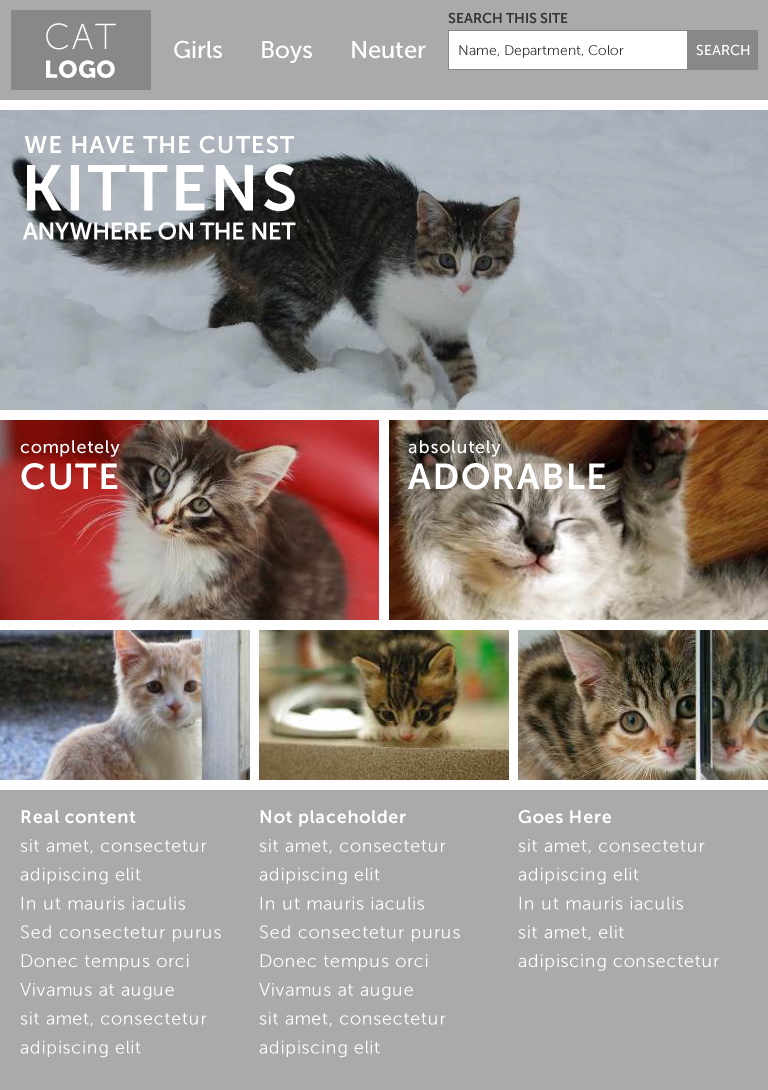 CAT
LOGO
Girls Boys Neuter
SEARCH THIS SITE
Name, Department, Color
SEARCH
WE HAVE THE CUTEST
KITTENS
ANYWHERE ON THE NET
completely
CUTE
absolutely
ADORABLE
Real content
sit amet, consectetur
adipiscing elit
In ut mauris iaculis
Sed consectetur purus
Donec tempus orci
Vivamus at augue
sit amet, consectetur
adipiscing elit
Not placeholder
sit amet, consectetur
adipiscing elit
In ut mauris iaculis
Sed consectetur purus
Donec tempus orci
Vivamus at augue
sit amet, consectetur
adipiscing elit
Goes Here
sit amet, consectetur
adipiscing elit
In ut mauris iaculis
sit amet, elit
adipiscing consectetur